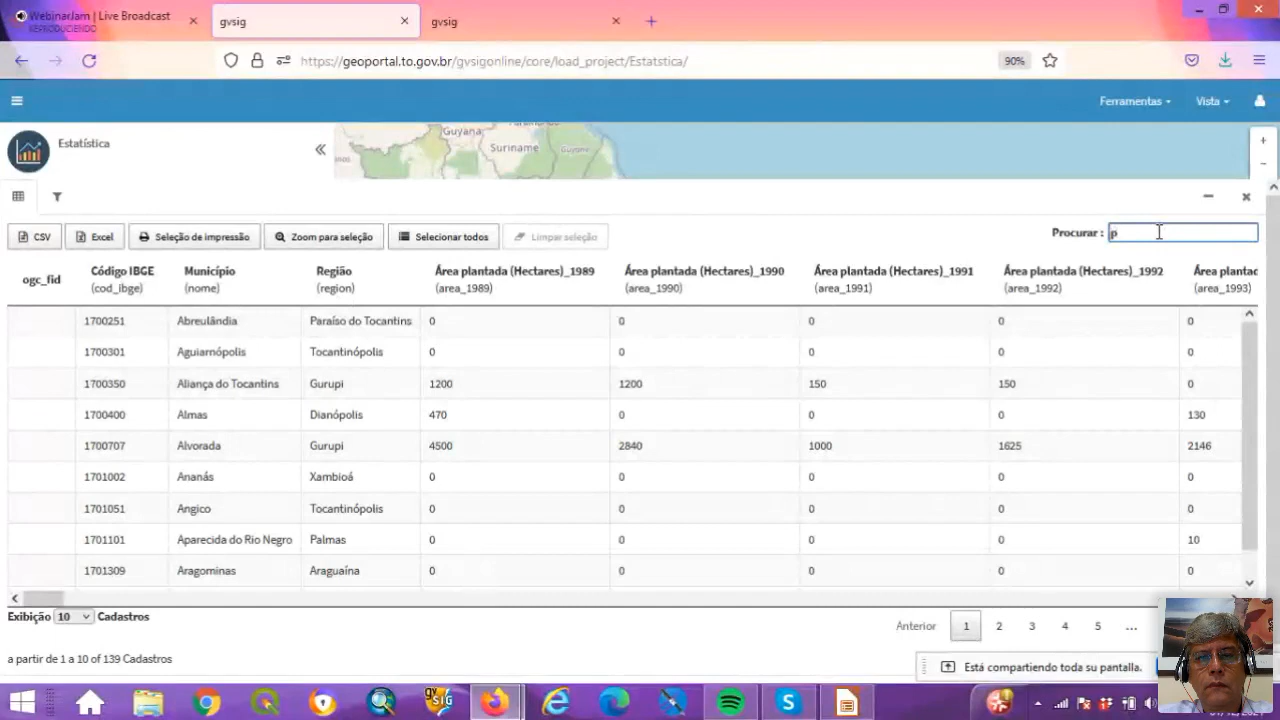 WebinarJam | Live Broadcast
REPRODUCIENDO
gvsig
gvsig
https://geoportal.to.gov.br/gvsigonline/core/load_project/Estatstica/
90%
Ferramentas
Vista
Estatística
Guyana
Suriname
Guyane
CSV
Excel
Seleção de impressão
Zoom para seleção
Selecionar todos
Limpar seleção
Procurar :
p
ogc_fid
Código IBGE
(cod_ibge)
Município
(nome)
Região
(region)
Área plantada (Hectares)_1989
(area_1989)
Área plantada (Hectares)_1990
(area_1990)
Área plantada (Hectares)_1991
(area_1991)
Área plantada (Hectares)_1992
(area_1992)
Área plantad
(area_1993)
1700251 Abreulândia Paraíso do Tocantins 0 0 0 0 0
1700301 Aguiarnópolis Tocantinópolis 0 0 0 0 0
1700350 Aliança do Tocantins Gurupi 1200 1200 150 150 0
1700400 Almas Dianópolis 470 0 0 0 130
1700707 Alvorada Gurupi 4500 2840 1000 1625 2146
1701002 Ananás Xambioá 0 0 0 0 0
1701051 Angico Tocantinópolis 0 0 0 0 0
1701101 Aparecida do Rio Negro Palmas 0 0 0 0 10
1701309 Aragominas Araguaína 0 0 0 0 0
Exibição 10 Cadastros
Anterior 1 2 3 4 5 ...
a partir de 1 a 10 of 139 Cadastros
Está compartiendo toda su pantalla.